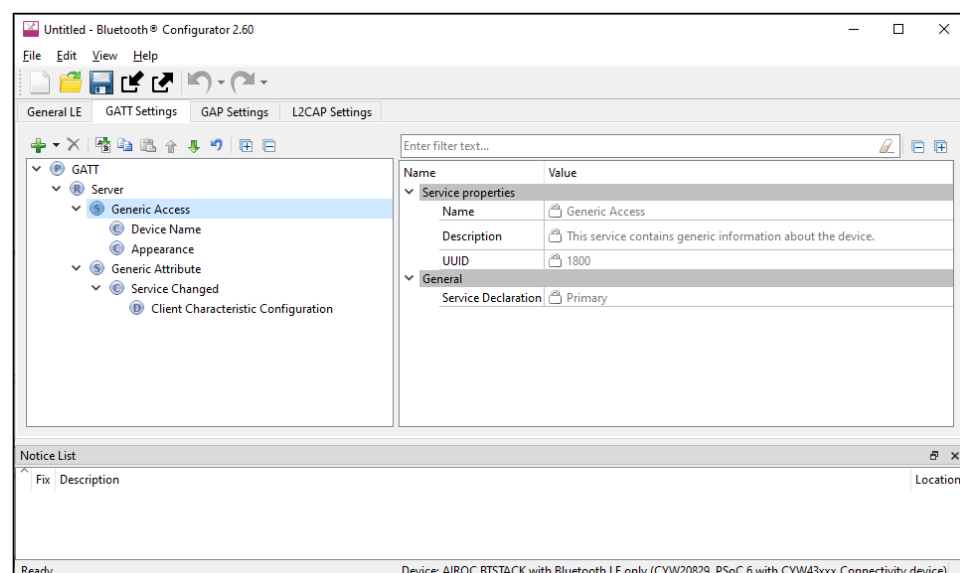 Untitled - Bluetooth® Configurator 2.60
File Edit View Help
General LE GATT Settings GAP Settings L2CAP Settings
Enter filter text...
P GATT
R Server
S Generic Access
C Device Name
C Appearance
S Generic Attribute
C Service Changed
D Client Characteristic Configuration
Name Value
Service properties
Name Generic Access
Description This service contains generic information about the device.
UUID 1800
General
Service Declaration Primary
Notice List
Fix Description Location
Ready Device: AIROC BTSTACK with Bluetooth LE only (CYW20829, PSoC 6 with CYW43xxx Connectivity device)